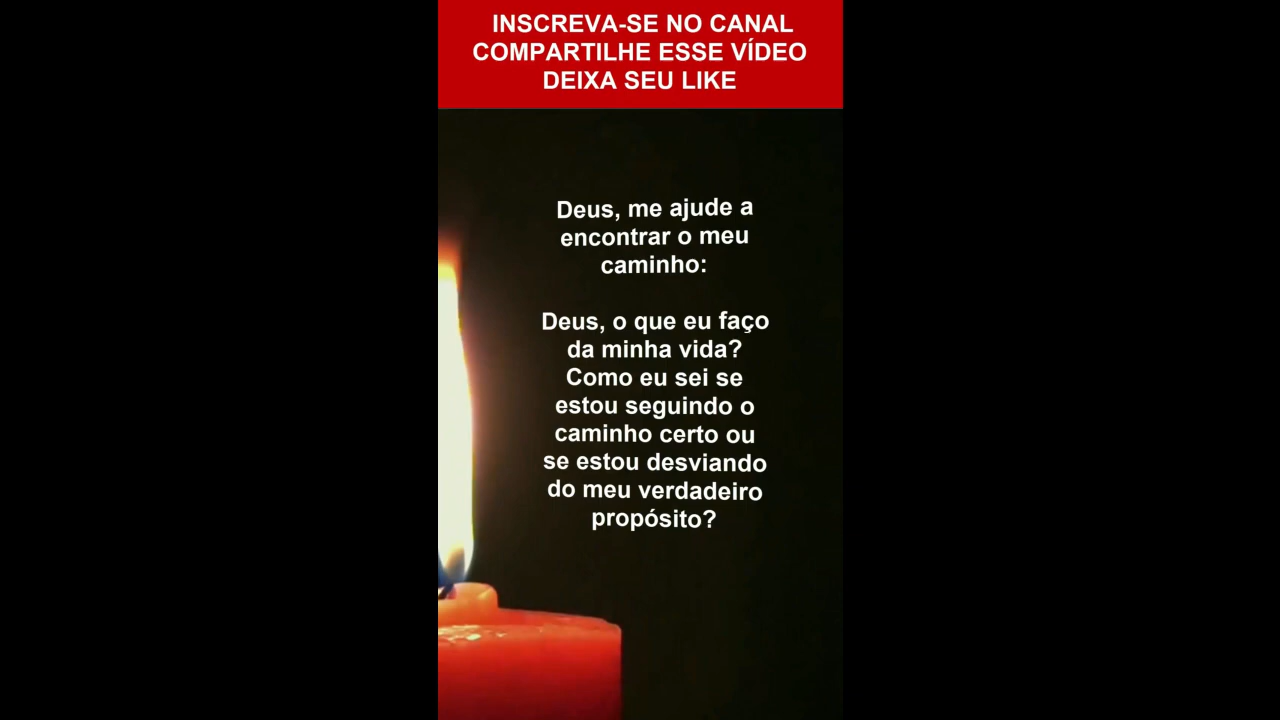 INSCREVA-SE NO CANAL
COMPARTILHE ESSE VÍDEO
DEIXA SEU LIKE
Deus, me ajude a
encontrar o meu
caminho:
Deus, o que eu faço
da minha vida?
Como eu sei se
estou seguindo o
caminho certo ou
se estou desviando
do meu verdadeiro
propósito?